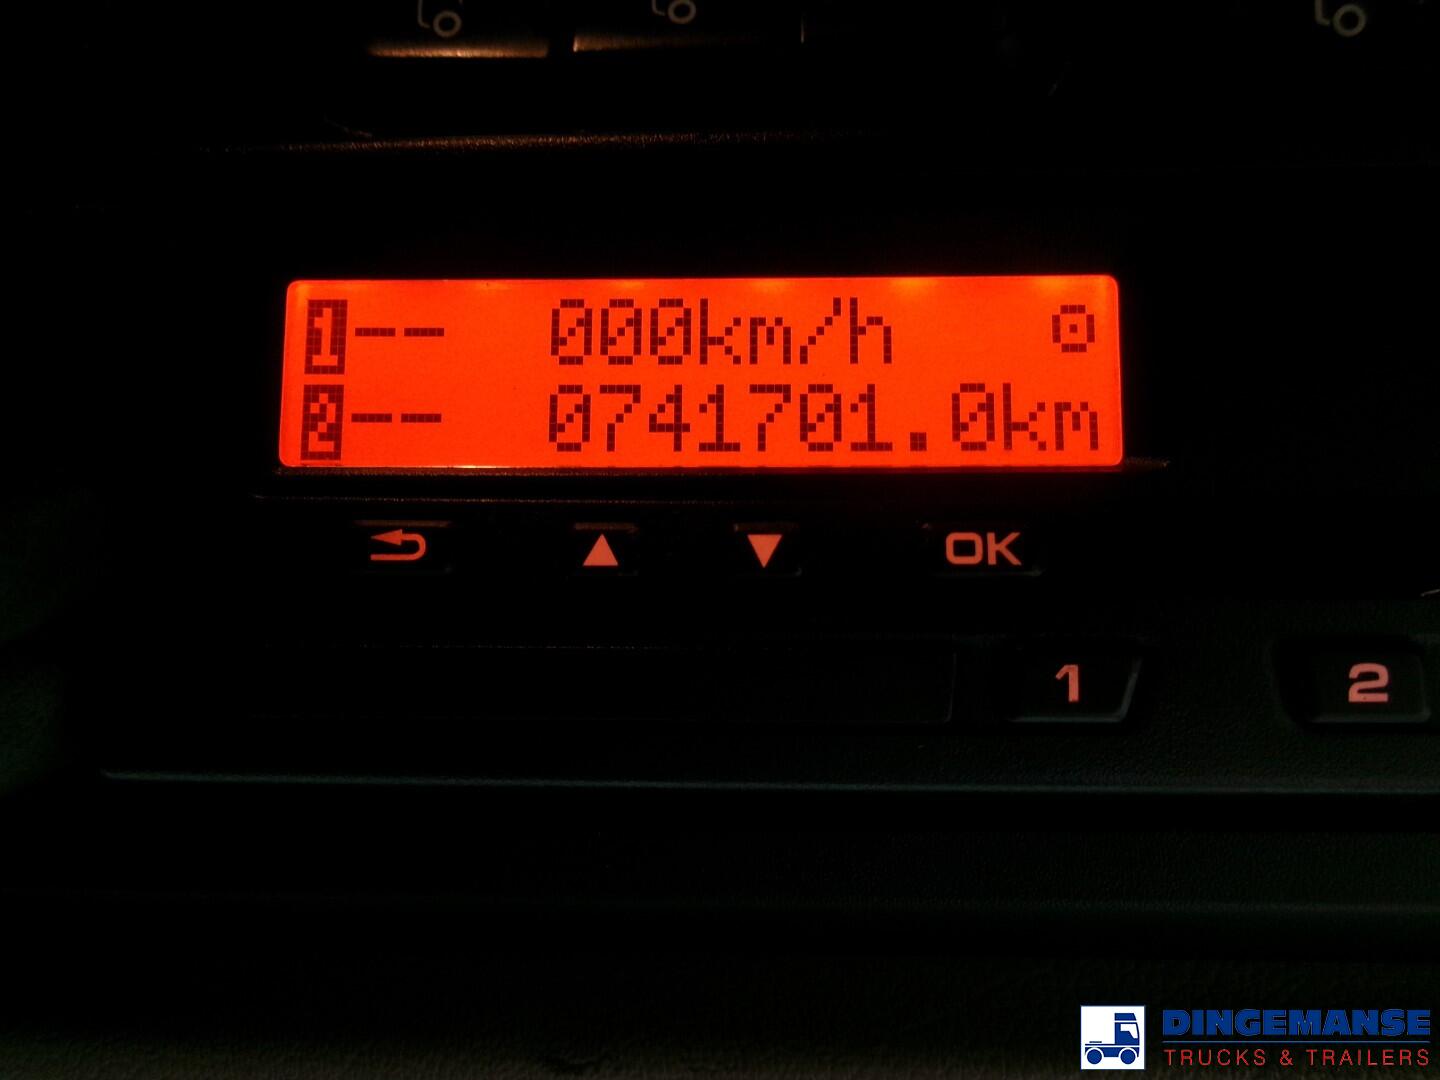 1-- 000km/h
2-- 0741701.0km
OK
1
2
DINGEMANSE
TRUCKS & TRAILERS